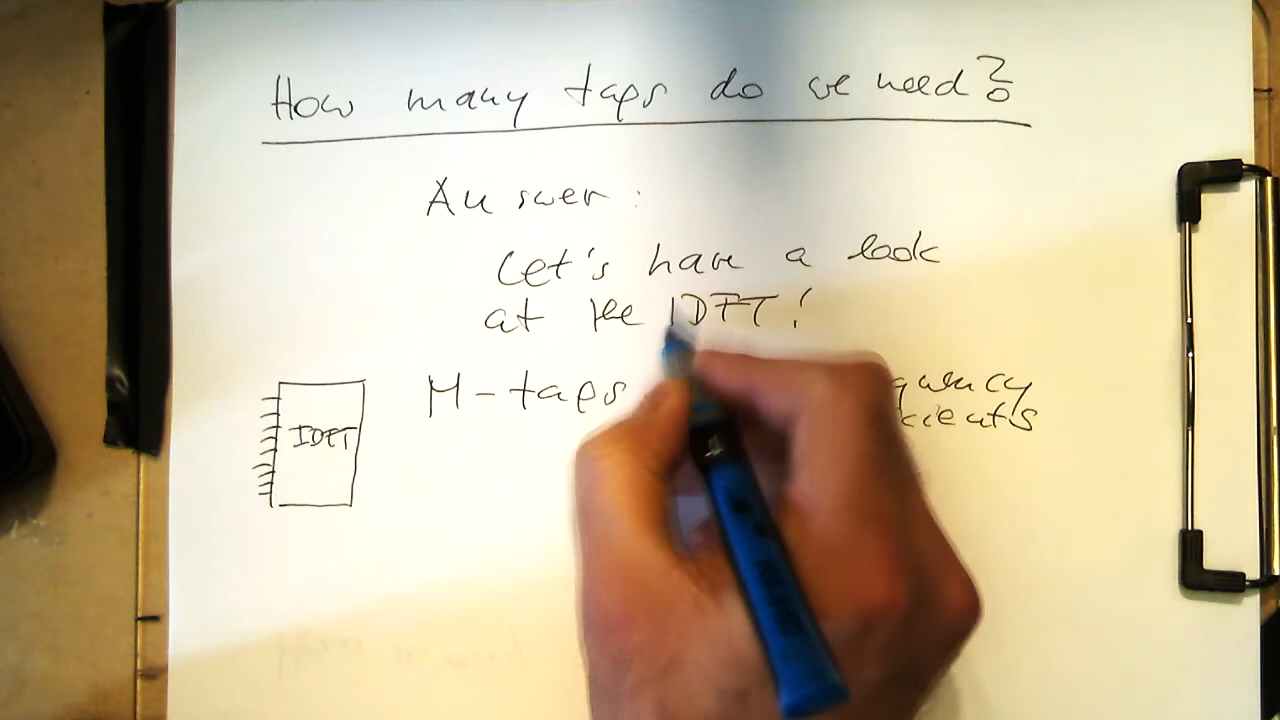 How many taps do we need?
Answer:
Let's have a look
at the IDFT!
M-taps
IDFT